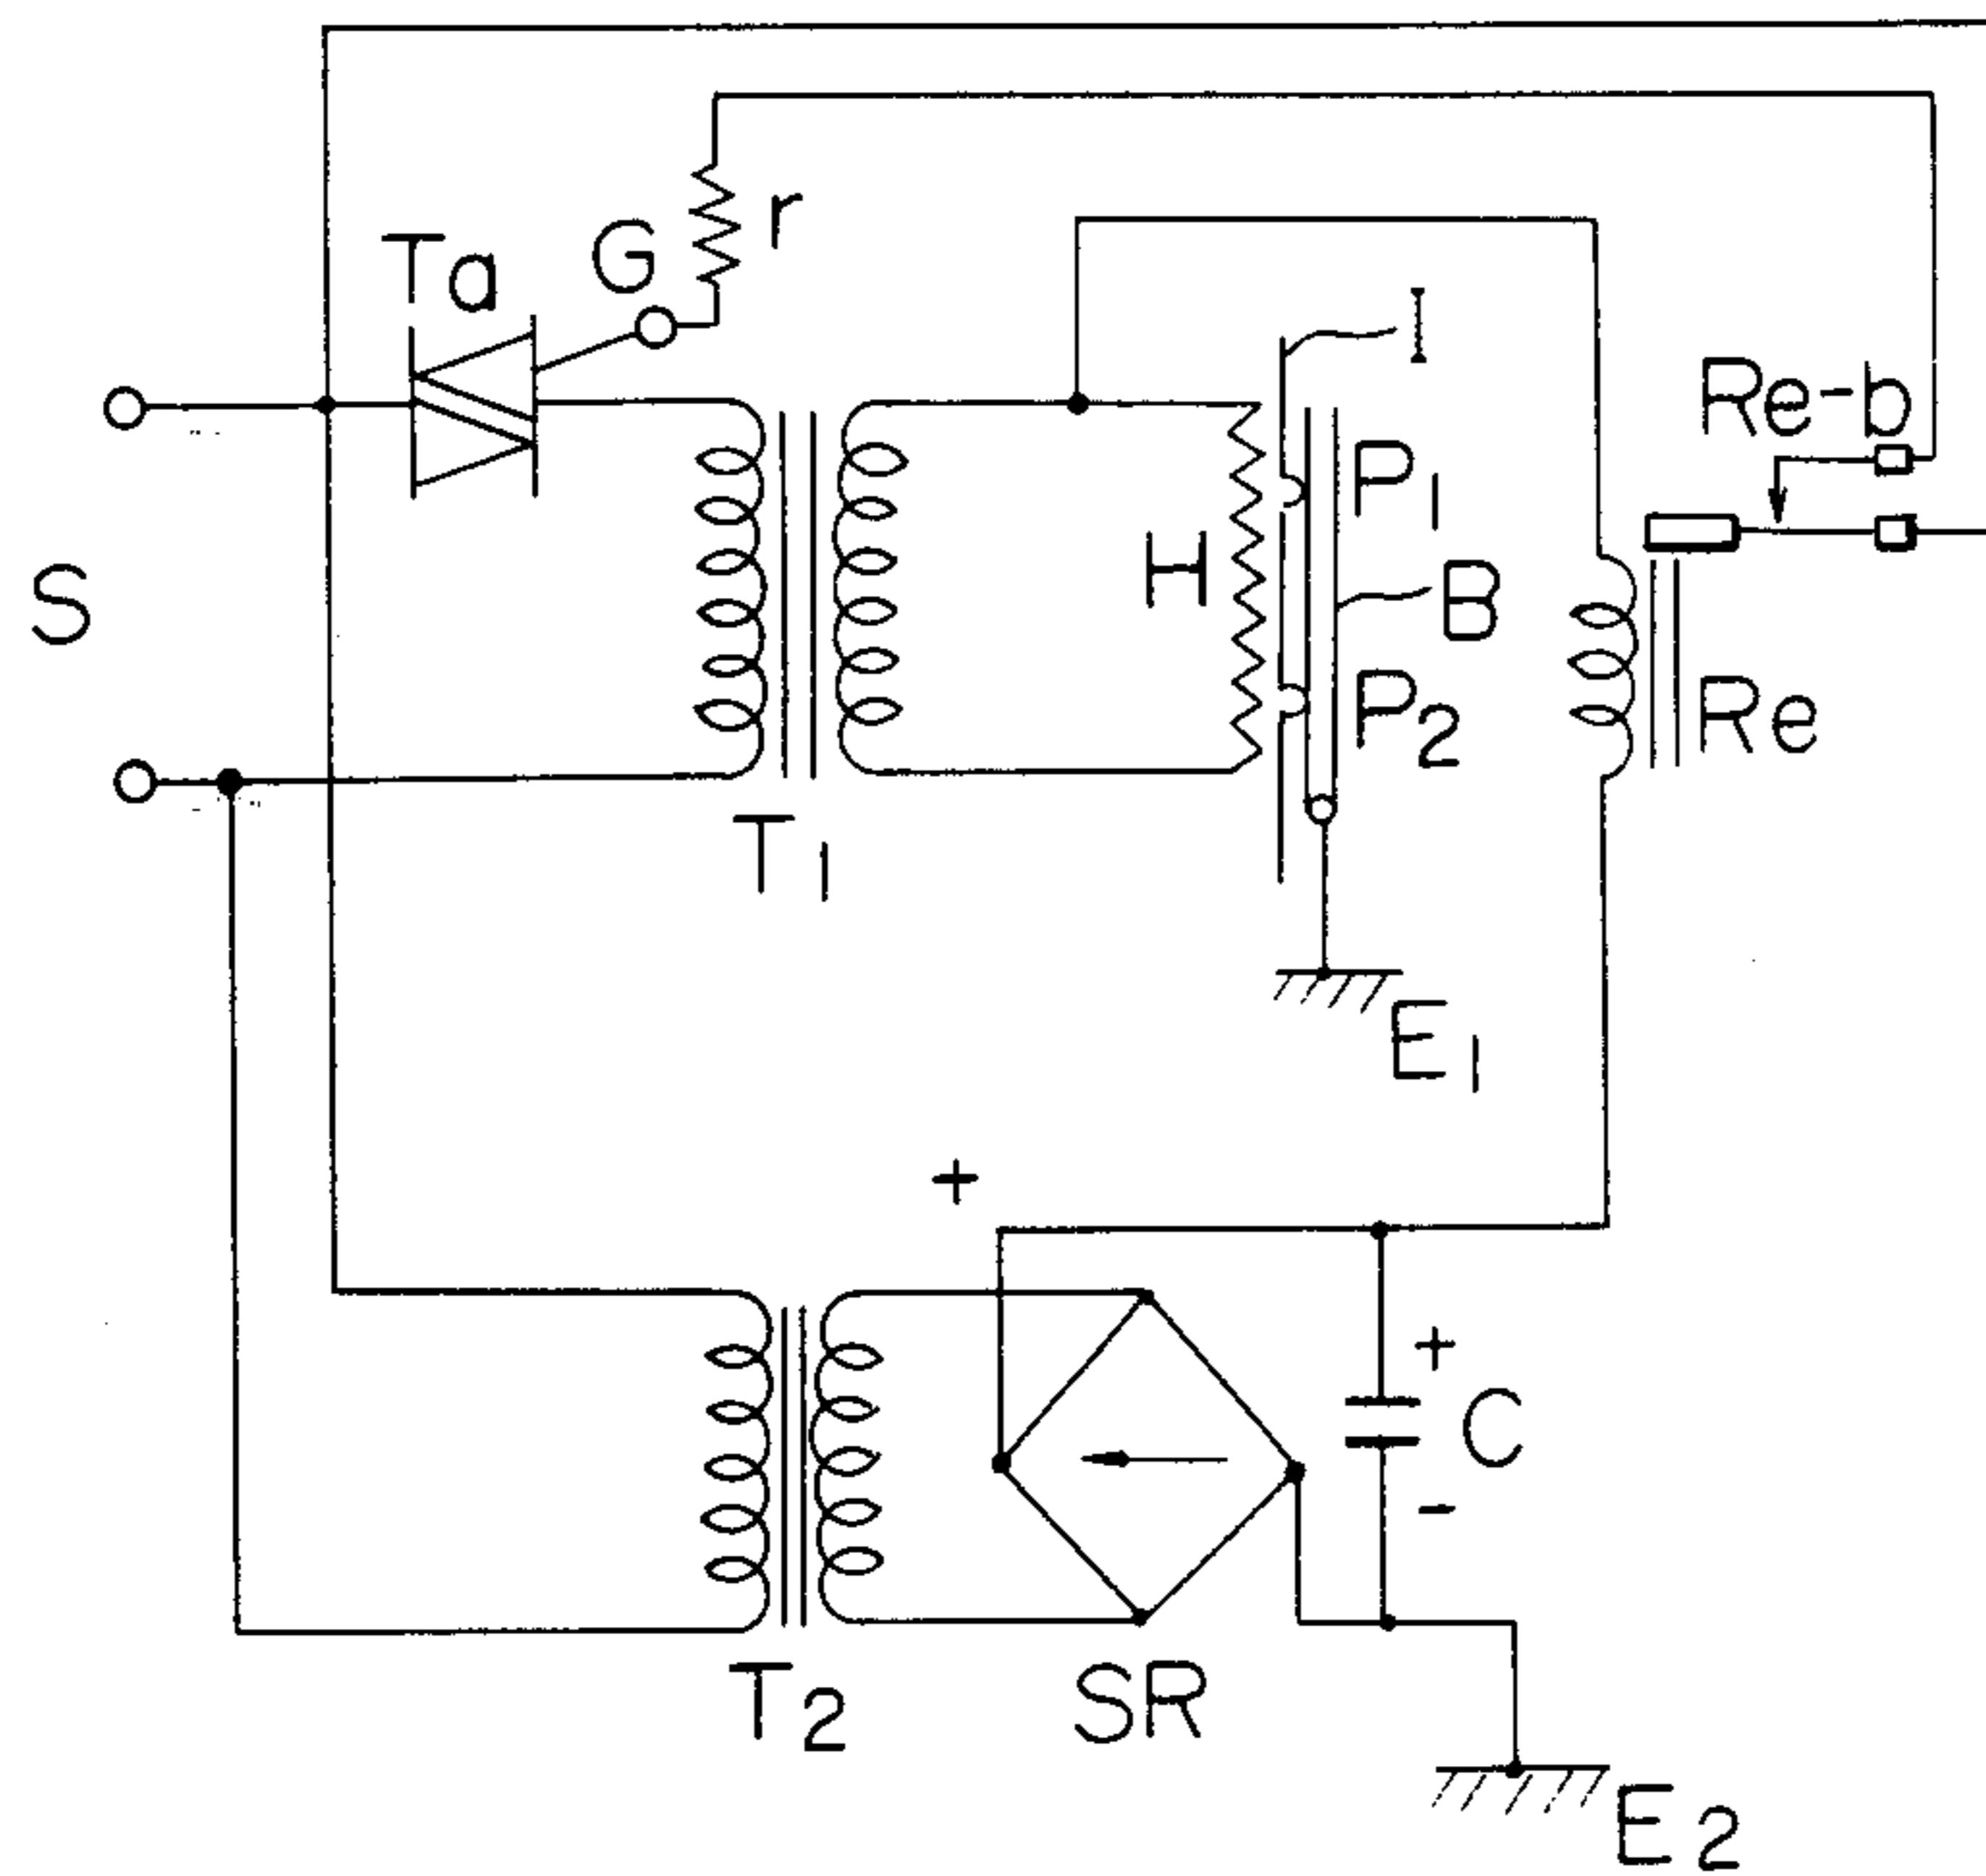 r
G
Ta
I
Re-b
P1
H
B
S
P2
Re
T1
E1
+
+
C
-
T2
SR
E2